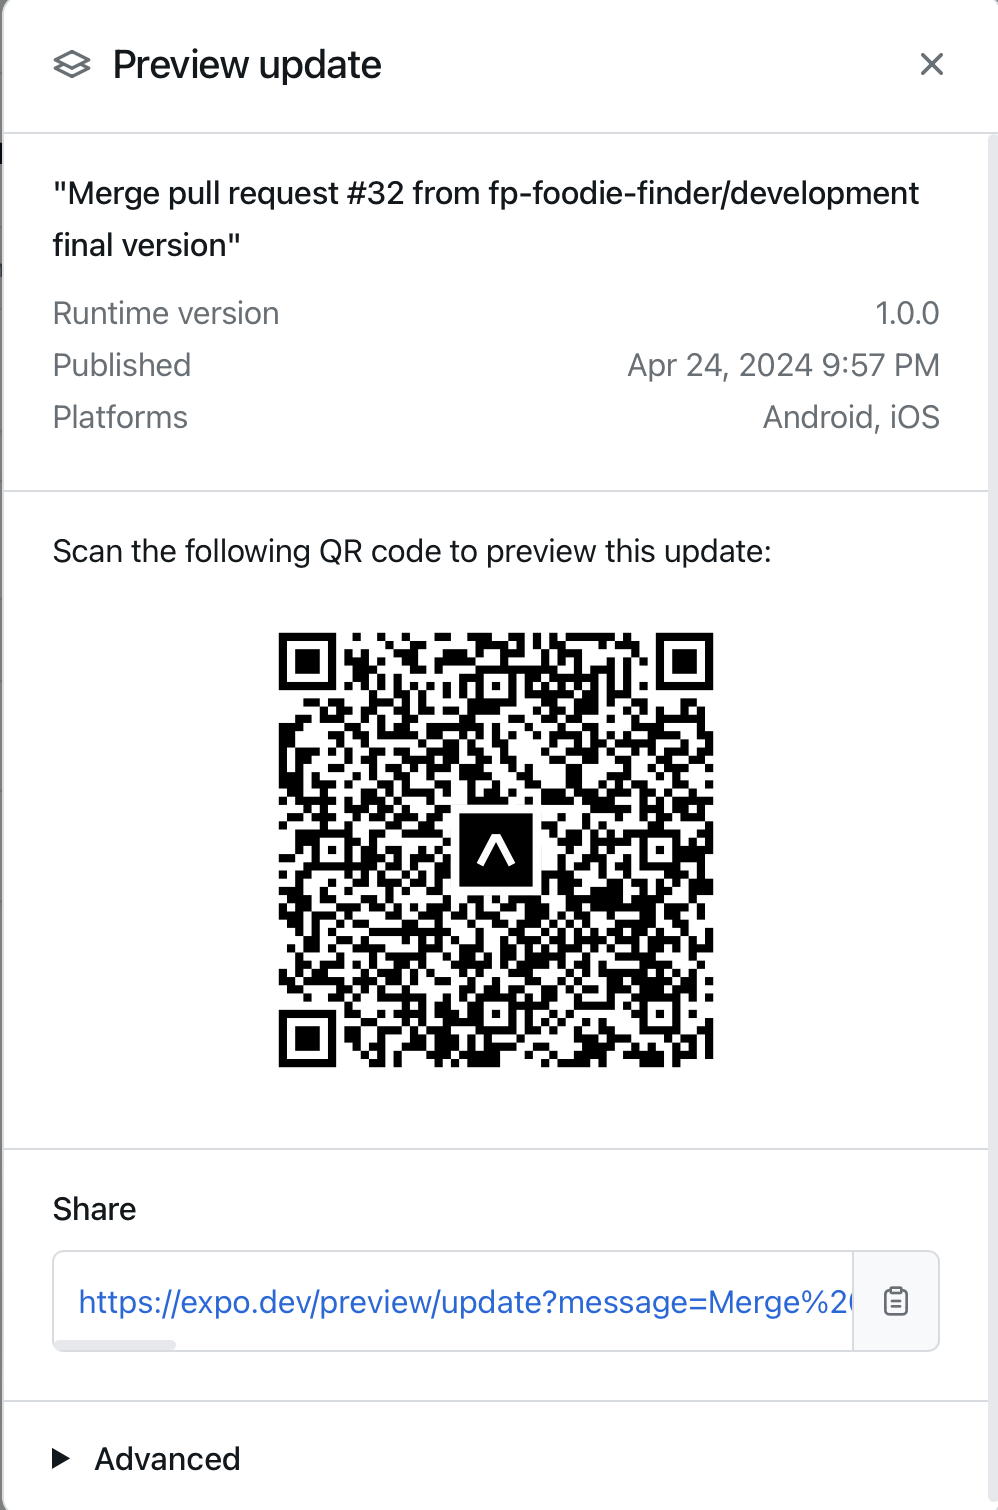 Preview update
"Merge pull request #32 from fp-foodie-finder/development
final version"
Runtime version 1.0.0
Published Apr 24, 2024 9:57 PM
Platforms Android, iOS
Scan the following QR code to preview this update:
Share
https://expo.dev/preview/update?message=Merge%2
Advanced